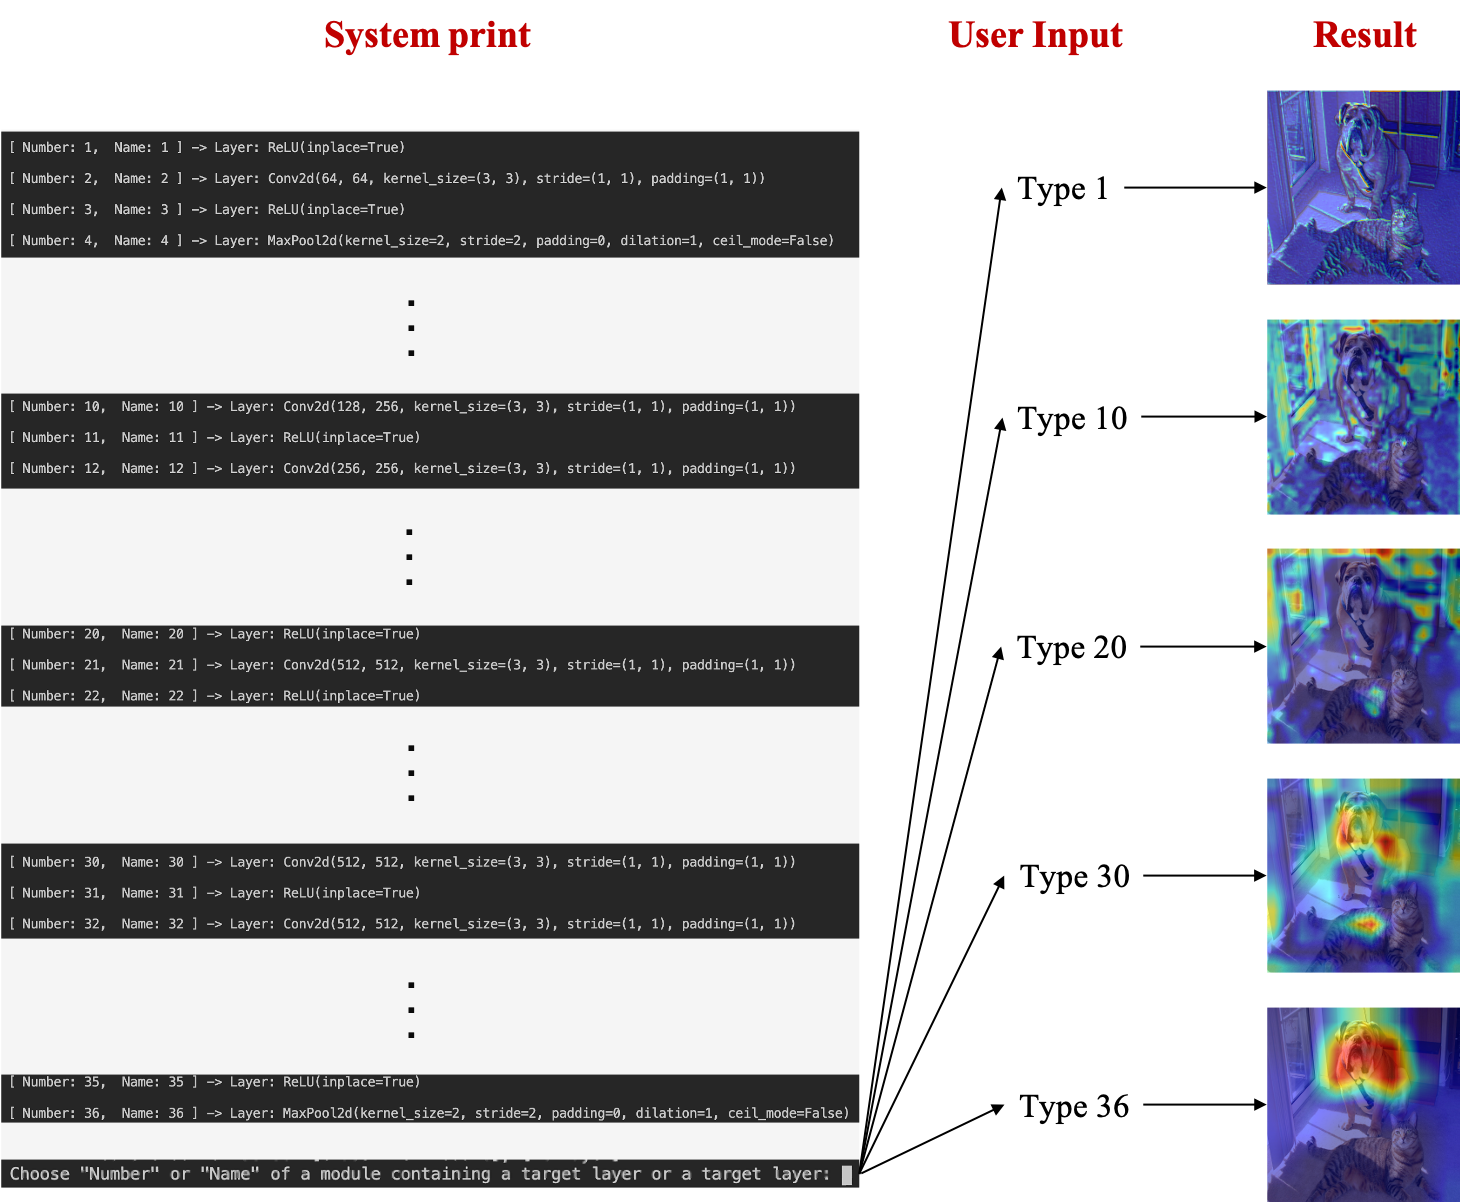 System print
User Input
Result
[ Number: 1,  Name: 1 ] -> Layer: ReLU(inplace=True)
[ Number: 2,  Name: 2 ] -> Layer: Conv2d(64, 64, kernel_size=(3, 3), stride=(1, 1), padding=(1, 1))
[ Number: 3,  Name: 3 ] -> Layer: ReLU(inplace=True)
[ Number: 4,  Name: 4 ] -> Layer: MaxPool2d(kernel_size=2, stride=2, padding=0, dilation=1, ceil_mode=False)
[ Number: 10,  Name: 10 ] -> Layer: Conv2d(128, 256, kernel_size=(3, 3), stride=(1, 1), padding=(1, 1))
[ Number: 11,  Name: 11 ] -> Layer: ReLU(inplace=True)
[ Number: 12,  Name: 12 ] -> Layer: Conv2d(256, 256, kernel_size=(3, 3), stride=(1, 1), padding=(1, 1))
[ Number: 20,  Name: 20 ] -> Layer: ReLU(inplace=True)
[ Number: 21,  Name: 21 ] -> Layer: Conv2d(512, 512, kernel_size=(3, 3), stride=(1, 1), padding=(1, 1))
[ Number: 22,  Name: 22 ] -> Layer: ReLU(inplace=True)
[ Number: 30,  Name: 30 ] -> Layer: Conv2d(512, 512, kernel_size=(3, 3), stride=(1, 1), padding=(1, 1))
[ Number: 31,  Name: 31 ] -> Layer: ReLU(inplace=True)
[ Number: 32,  Name: 32 ] -> Layer: Conv2d(512, 512, kernel_size=(3, 3), stride=(1, 1), padding=(1, 1))
[ Number: 35,  Name: 35 ] -> Layer: ReLU(inplace=True)
[ Number: 36,  Name: 36 ] -> Layer: MaxPool2d(kernel_size=2, stride=2, padding=0, dilation=1, ceil_mode=False)
Choose "Number" or "Name" of a module containing a target layer or a target layer:
Type 1
Type 10
Type 20
Type 30
Type 36